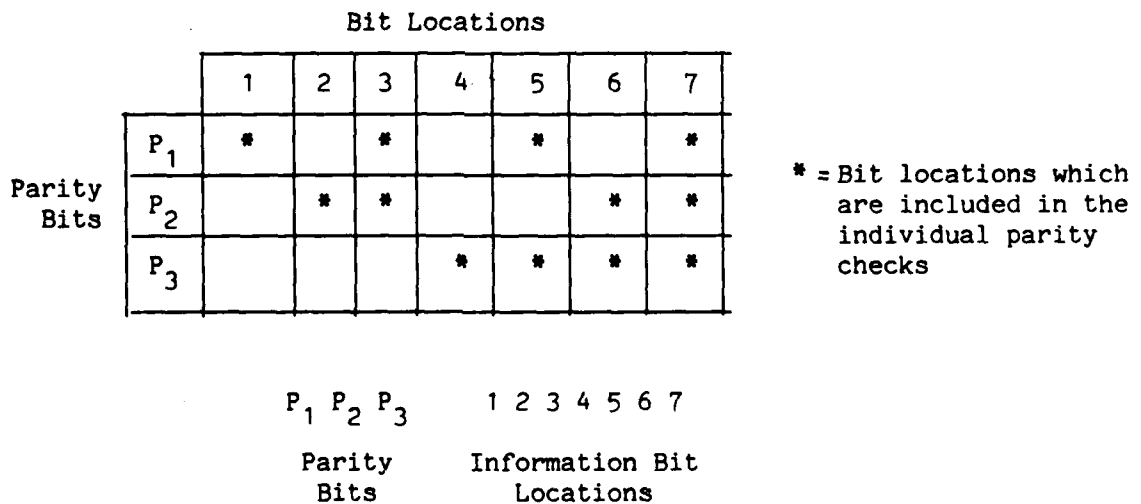 Bit Locations
1 2 3 4 5 6 7
P1 * * * *
Parity Bits P2 * * * *
P3 * * * *
* = Bit locations which
are included in the
individual parity
checks
P1 P2 P3 1 2 3 4 5 6 7
Parity Information Bit
Bits Locations